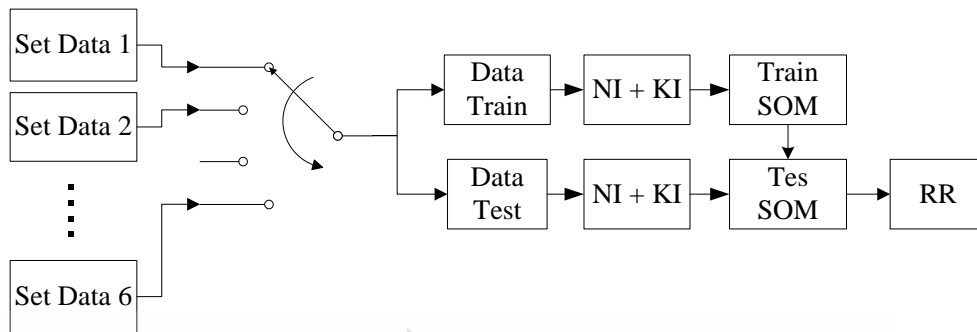 Set Data 1
Set Data 2
Set Data 6
Data
Train
NI + KI
Train
SOM
Data
Test
NI + KI
Tes
SOM
RR